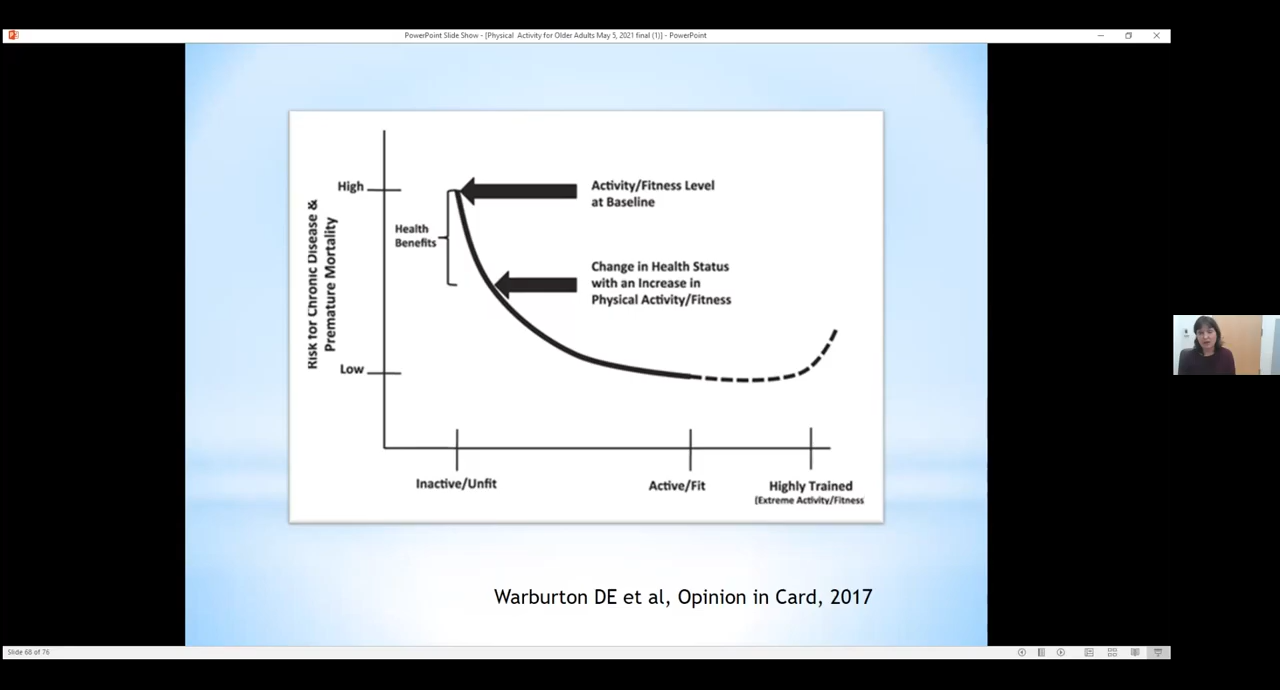 PowerPoint Slide Show - [Physical Activity for Older Adults May 5, 2021 final (1)] - PowerPoint
Risk for Chronic Disease &
Premature Mortality
High
Low
Health
Benefits
Activity/Fitness Level
at Baseline
Change in Health Status
with an Increase in
Physical Activity/Fitness
Inactive/Unfit
Active/Fit
Highly Trained
(Extreme Activity/Fitness
Warburton DE et al, Opinion in Card, 2017
Slide 68 of 76